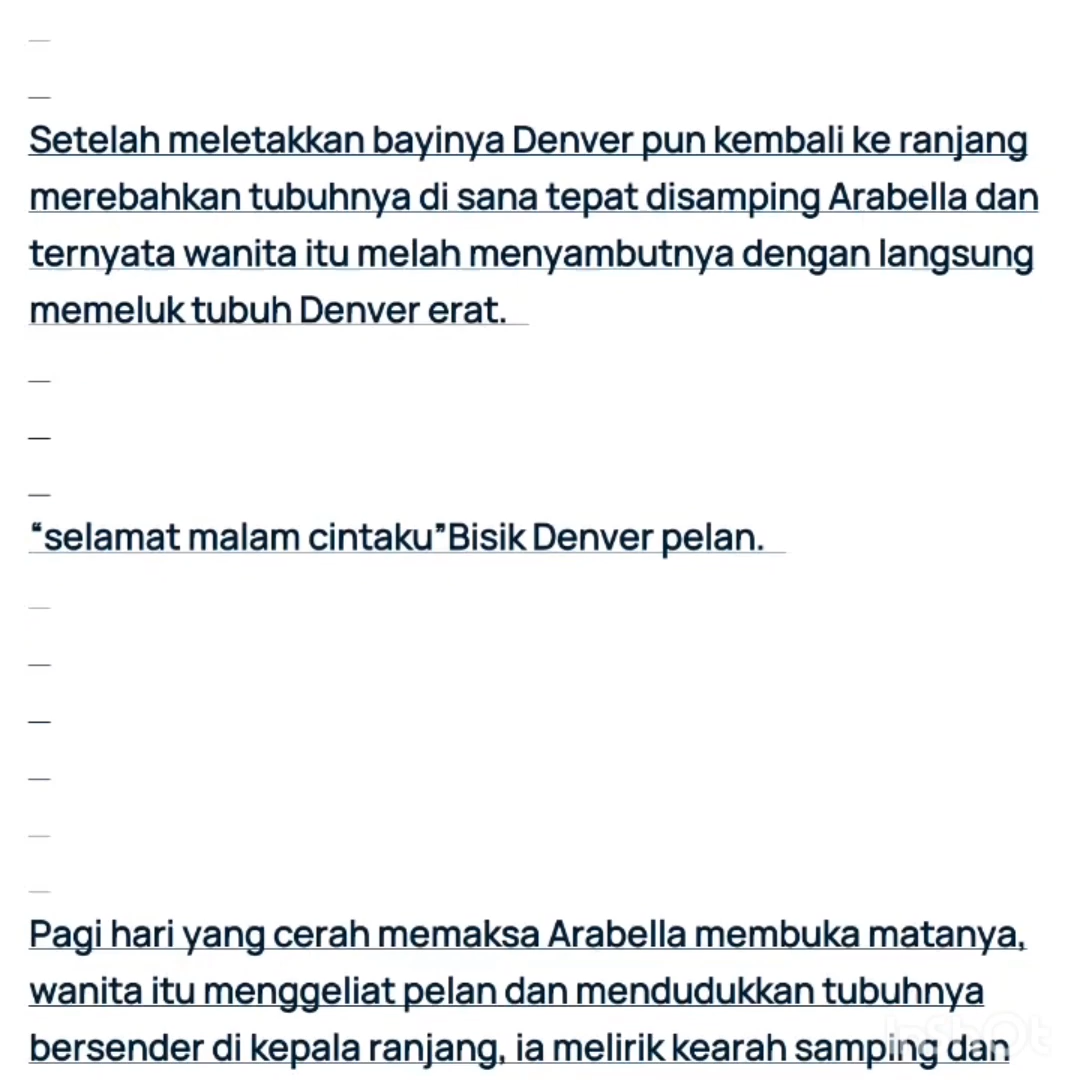 Setelah meletakkan bayinya Denver pun kembali ke ranjang
merebahkan tubuhnya di sana tepat disamping Arabella dan
ternyata wanita itu melah menyambutnya dengan langsung
memeluk tubuh Denver erat.
“selamat malam cintaku”Bisik Denver pelan.
Pagi hari yang cerah memaksa Arabella membuka matanya,
wanita itu menggeliat pelan dan mendudukkan tubuhnya
bersender di kepala ranjang, ia melirik kearah samping dan
InShOt